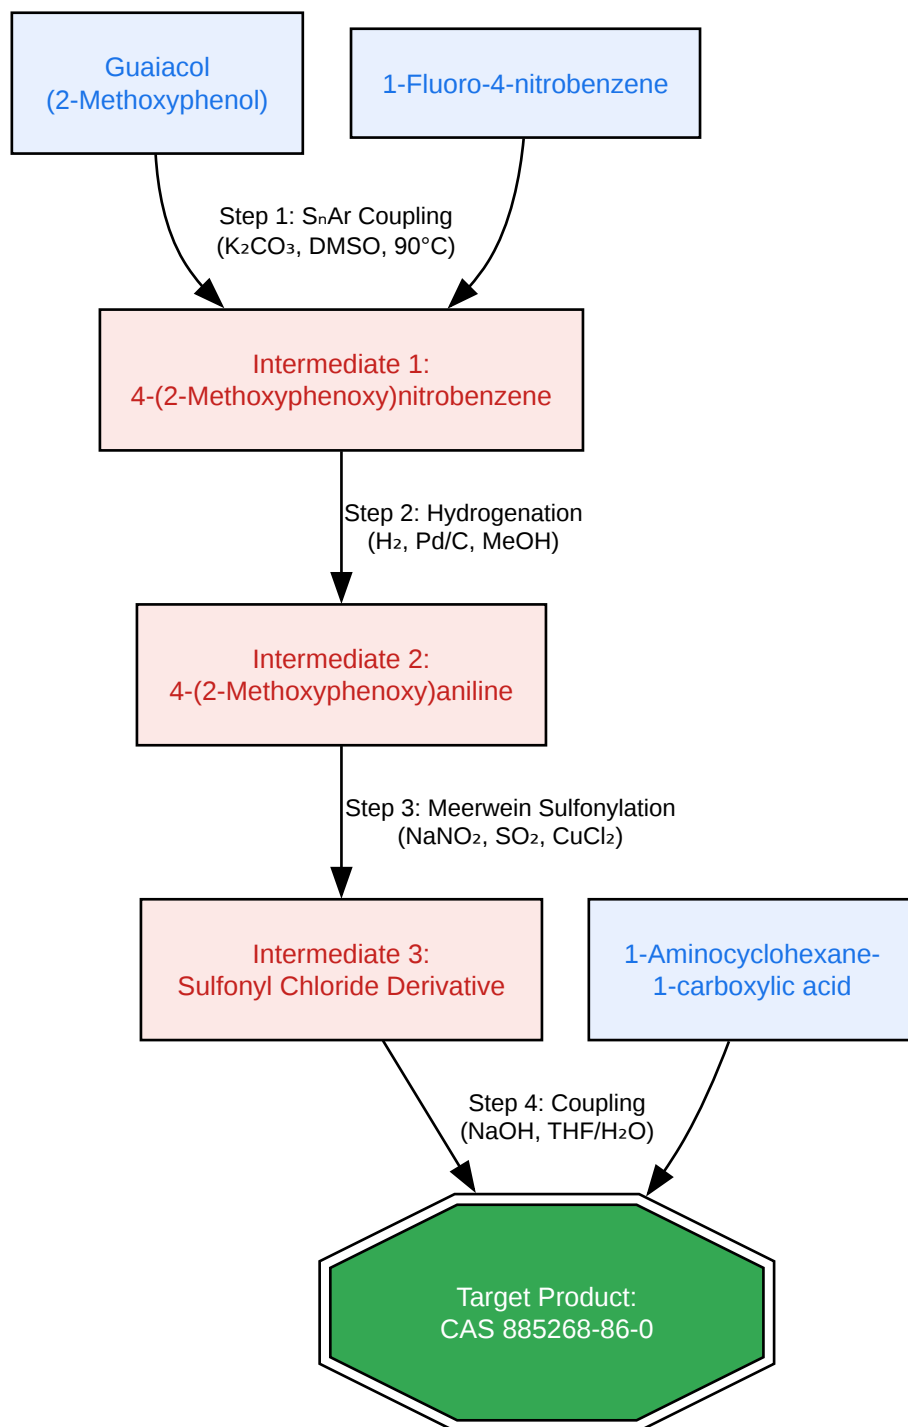 Guaiacol
(2-Methoxyphenol)
1-Fluoro-4-nitrobenzene
Step 1: SₙAr Coupling
(K₂CO₃, DMSO, 90°C)
Intermediate 1:
4-(2-Methoxyphenoxy)nitrobenzene
Step 2: Hydrogenation
(H₂, Pd/C, MeOH)
Intermediate 2:
4-(2-Methoxyphenoxy)aniline
Step 3: Meerwein Sulfonylation
(NaNO₂, SO₂, CuCl₂)
Intermediate 3:
Sulfonyl Chloride Derivative
1-Aminocyclohexane-
1-carboxylic acid
Step 4: Coupling
(NaOH, THF/H₂O)
Target Product:
CAS 885268-86-0